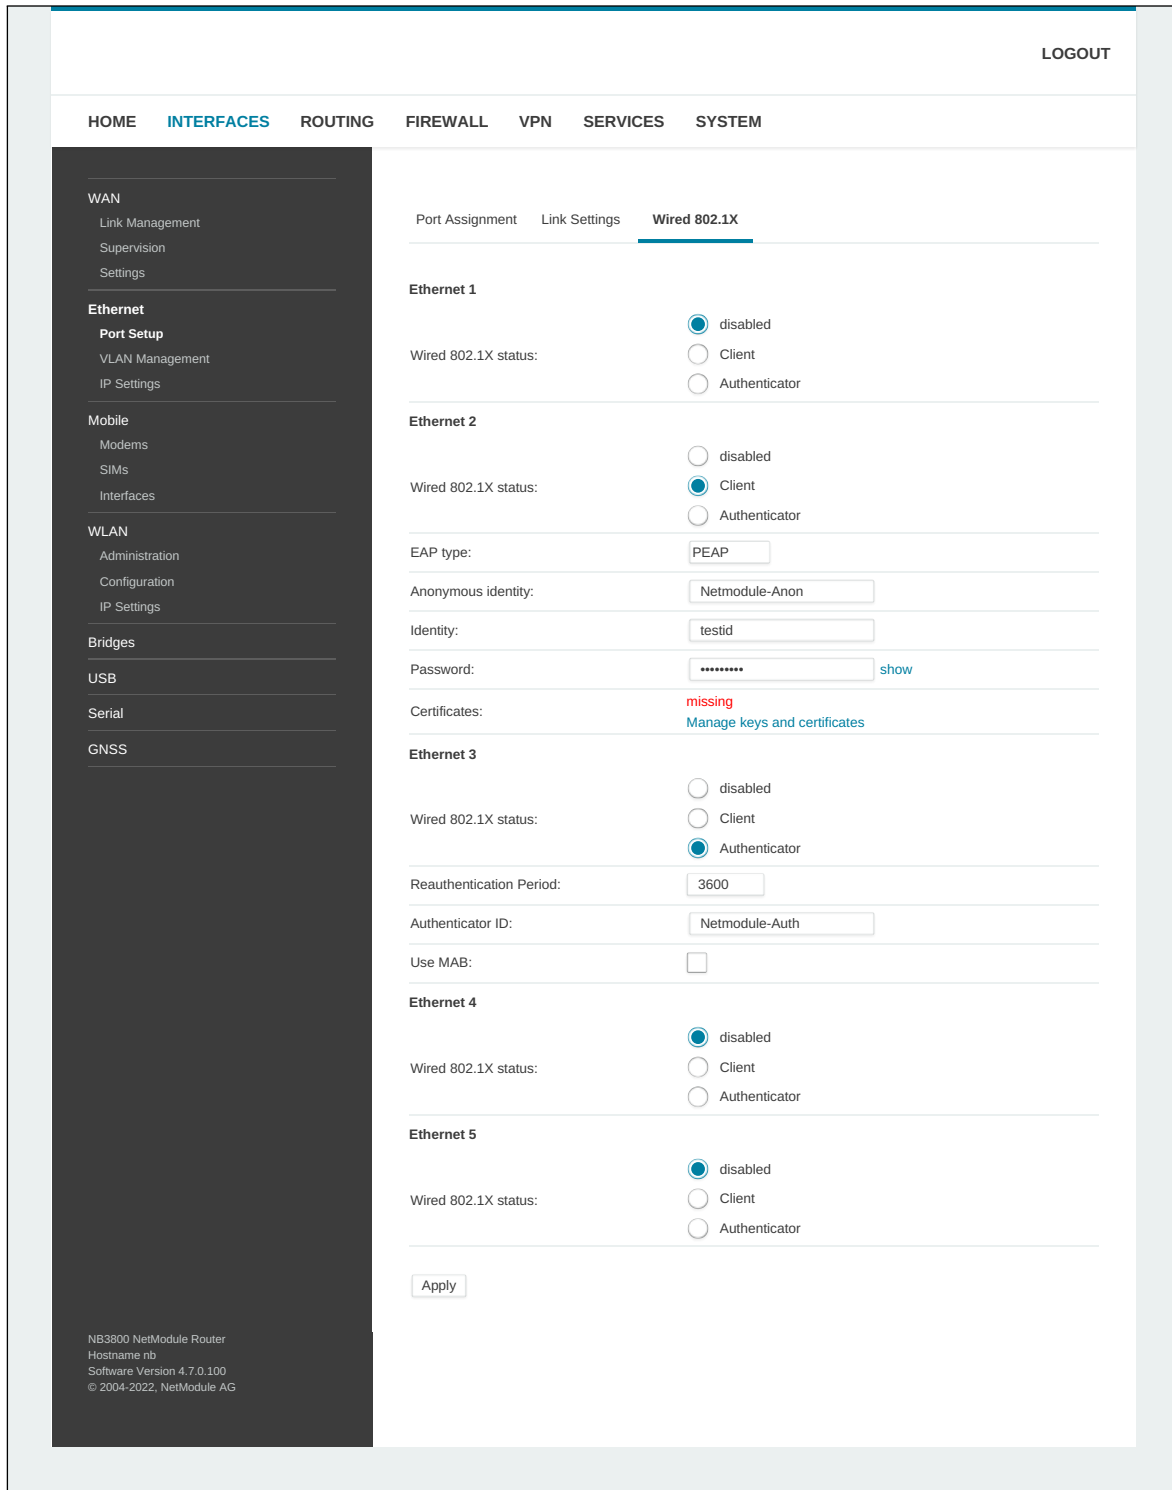 LOGOUT
HOME INTERFACES ROUTING FIREWALL VPN SERVICES SYSTEM
WAN
Link Management
Supervision
Settings
Ethernet
Port Setup
VLAN Management
IP Settings
Mobile
Modems
SIMs
Interfaces
WLAN
Administration
Configuration
IP Settings
Bridges
USB
Serial
GNSS
NB3800 NetModule Router
Hostname nb
Software Version 4.7.0.100
© 2004-2022, NetModule AG
Port Assignment Link Settings Wired 802.1X
Ethernet 1
Wired 802.1X status:
disabled
Client
Authenticator
Ethernet 2
Wired 802.1X status:
disabled
Client
Authenticator
EAP type: PEAP
Anonymous identity: Netmodule-Anon
Identity: testid
Password: ••••••••• show
Certificates:
missing
Manage keys and certificates
Ethernet 3
Wired 802.1X status:
disabled
Client
Authenticator
Reauthentication Period: 3600
Authenticator ID: Netmodule-Auth
Use MAB:
Ethernet 4
Wired 802.1X status:
disabled
Client
Authenticator
Ethernet 5
Wired 802.1X status:
disabled
Client
Authenticator
Apply